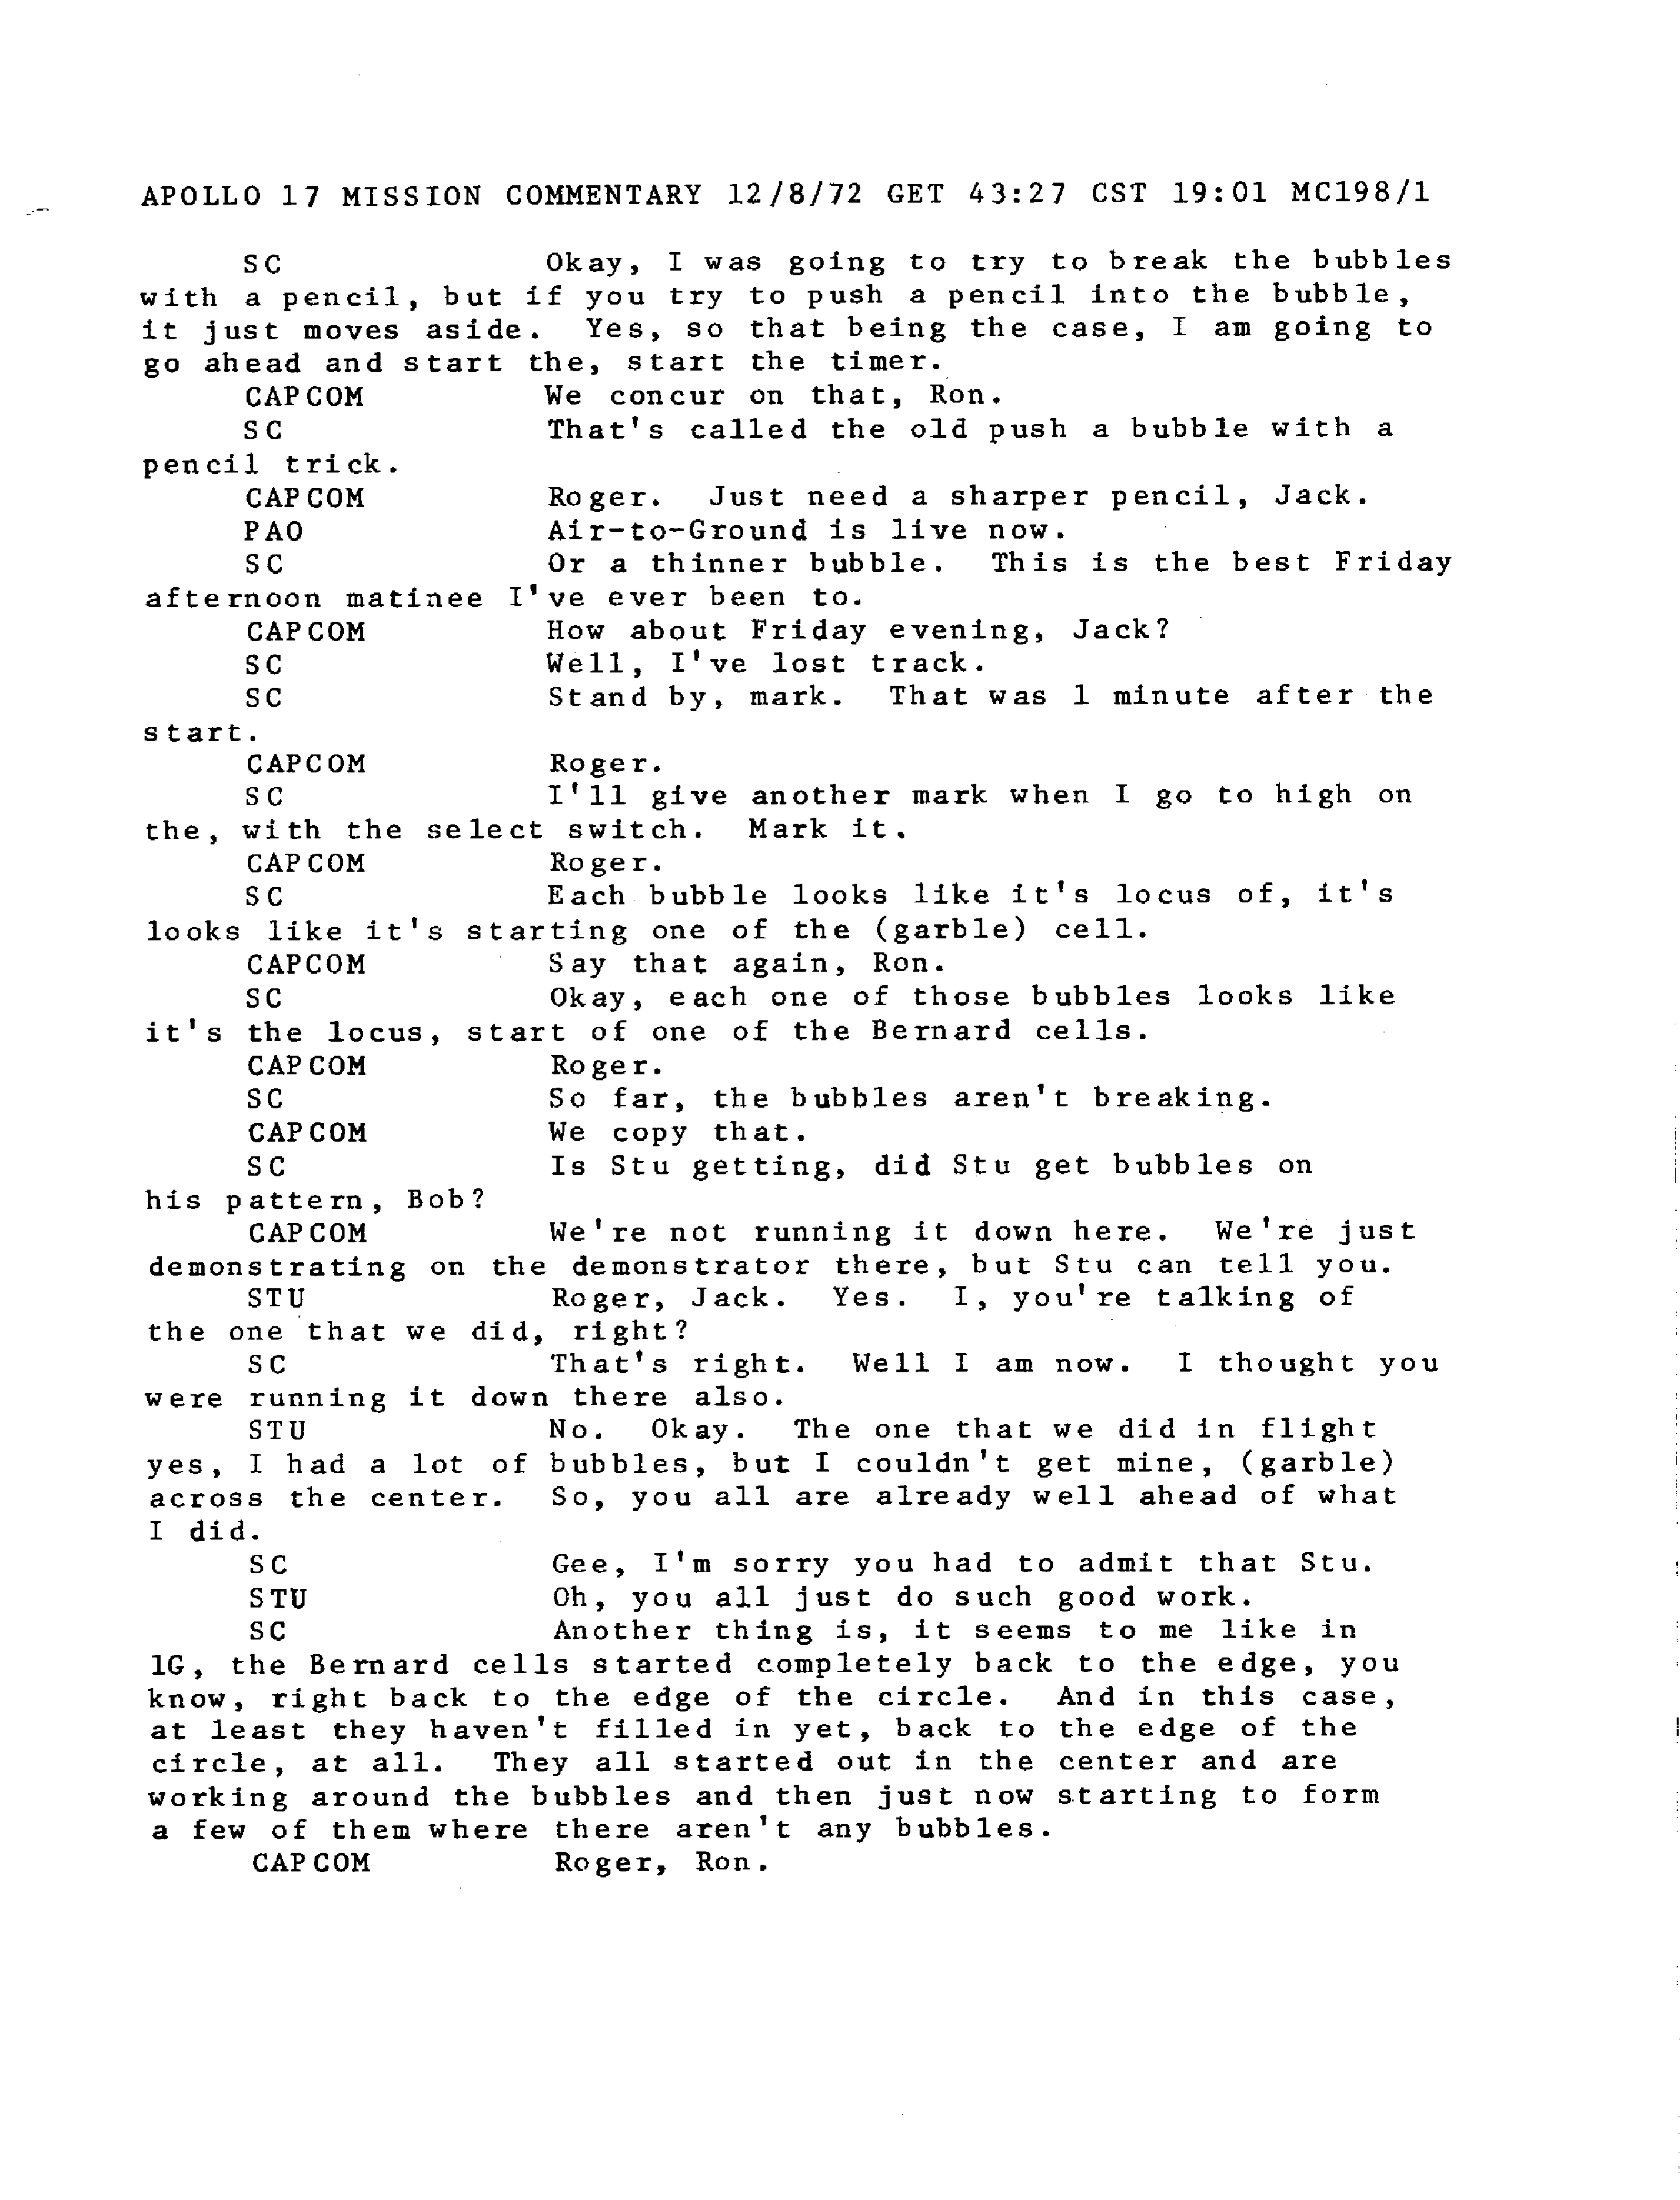 APOLLO 17 MISSION COMMENTARY 12/8/72 GET 43:27 CST 19:01 MC198/1
SC Okay, I was going to try to break the bubbles
with a pencil, but if you try to push a pencil into the bubble,
it just moves aside. Yes, so that being the case, I am going to
go ahead and start the, start the timer.
CAPCOM We concur on that, Ron.
SC That's called the old push a bubble with a
pencil trick.
CAPCOM Roger. Just need a sharper pencil, Jack.
PAO Air-to-Ground is live now.
SC Or a thinner bubble. This is the best Friday
afternoon matinee I've ever been to.
CAPCOM How about Friday evening, Jack?
SC Well, I've lost track.
SC Stand by, mark. That was 1 minute after the
start.
CAPCOM Roger.
SC I'll give another mark when I go to high on
the, with the select switch. Mark it.
CAPCOM Roger.
SC Each bubble looks like it's locus of, it's
looks like it's starting one of the (garble) cell.
CAPCOM Say that again, Ron.
SC Okay, each one of those bubbles looks like
it's the locus, start of one of the Bernard cells.
CAPCOM Roger.
SC So far, the bubbles aren't breaking.
CAPCOM We copy that.
SC Is Stu getting, did Stu get bubbles on
his pattern, Bob?
CAPCOM We're not running it down here. We're just
demonstrating on the demonstrator there, but Stu can tell you.
STU Roger, Jack. Yes. I, you're talking of
the one that we did, right?
SC That's right. Well I am now. I thought you
were running it down there also.
STU No. Okay. The one that we did in flight
yes, I had a lot of bubbles, but I couldn't get mine, (garble)
across the center. So, you all are already well ahead of what
I did.
SC Gee, I'm sorry you had to admit that Stu.
STU Oh, you all just do such good work.
SC Another thing is, it seems to me like in
1G, the Bernard cells started completely back to the edge, you
know, right back to the edge of the circle. And in this case,
at least they haven't filled in yet, back to the edge of the
circle, at all. They all started out in the center and are
working around the bubbles and then just now starting to form
a few of them where there aren't any bubbles.
CAPCOM Roger, Ron.